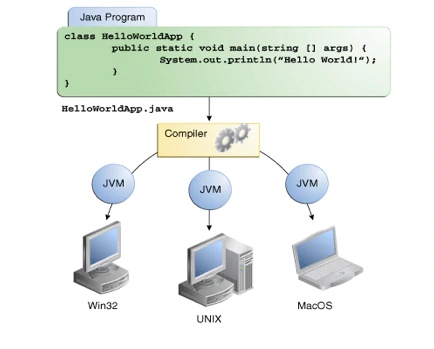 Java Program
class HelloWorldApp {
public static void main(string [] args) {
System.out.println("Hello World!");
}
}
HelloWorldApp.java
Compiler
JVM
JVM
JVM
Win32
UNIX
MacOS